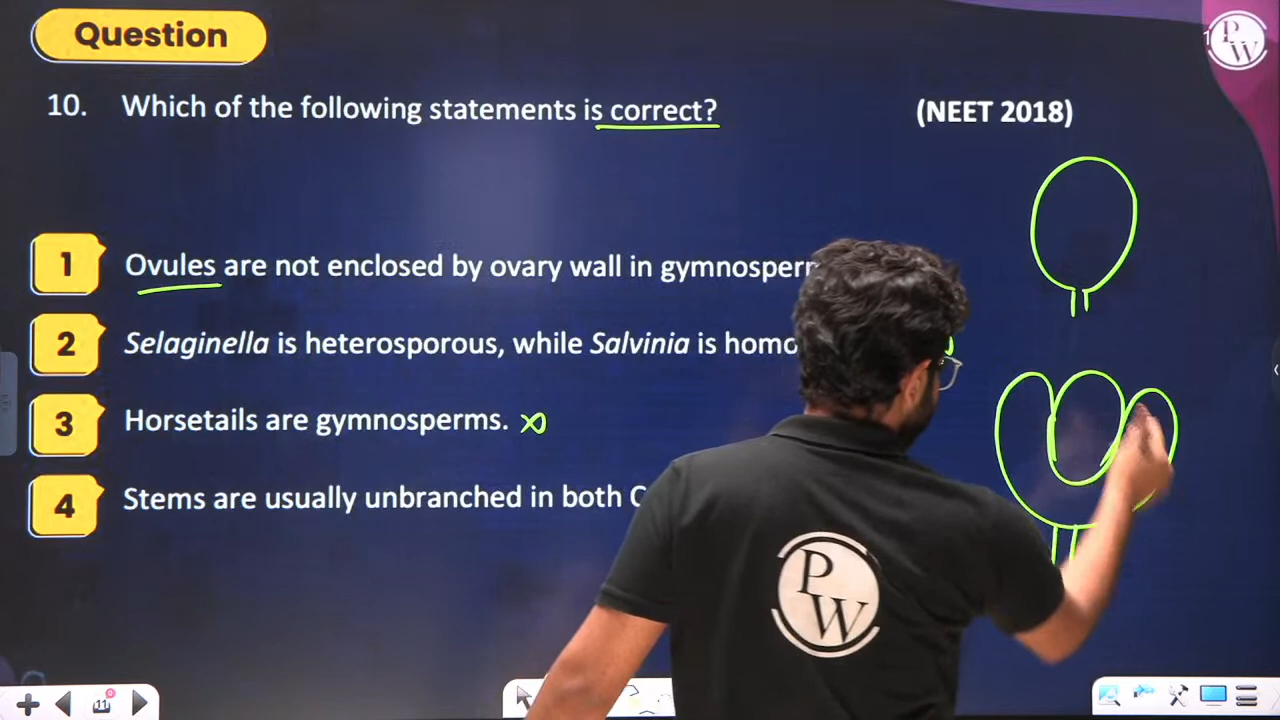 Question
10. Which of the following statements is correct? (NEET 2018)
1 Ovules are not enclosed by ovary wall in
2 Selaginella is heterosporous, while Salvinia is
3 Horsetails are gymnosperms.
4 Stems are usually unbranched in both
PW
PW
11